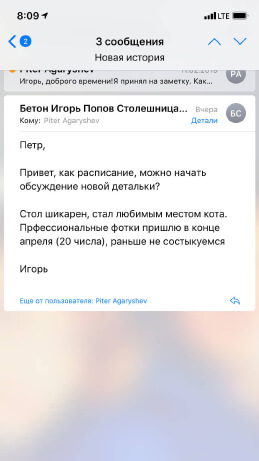 8:09
LTE
2
3 сообщения
Новая история
Piter Agaryshev
11.02.2019
PA
Игорь, доброго времени!Я принял на заметку. Как...
Бетон Игорь Попов Столешница...
Вчера
БС
Кому: Piter Agaryshev
Детали
Петр,
Привет, как расписание, можно начать
обсуждение новой детальки?
Стол шикарен, стал любимым местом кота.
Прфессиональные фотки пришлю в конце
апреля (20 числа), раньше не состыкуемся
Игорь
Еще от пользователя: Piter Agaryshev